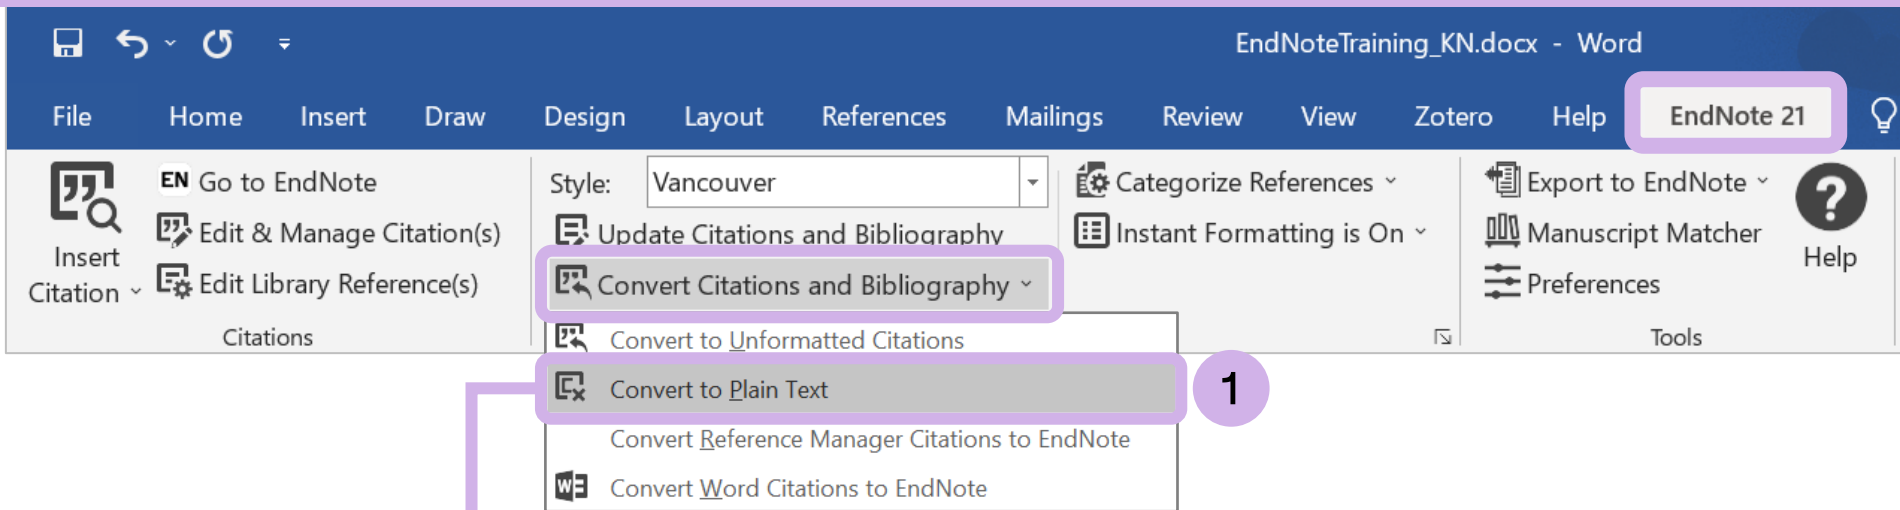 EndNoteTraining_KN.docx - Word
File Home Insert Draw Design Layout References Mailings Review View Zotero Help EndNote 21
Insert Citation
EN Go to EndNote
Edit & Manage Citation(s)
Edit Library Reference(s)
Citations
Style: Vancouver
Update Citations and Bibliography
Convert Citations and Bibliography
Convert to Unformatted Citations
Convert to Plain Text
1
Convert Reference Manager Citations to EndNote
W Convert Word Citations to EndNote
Categorize References
Instant Formatting is On
Export to EndNote
Manuscript Matcher
Preferences
? Help
Tools